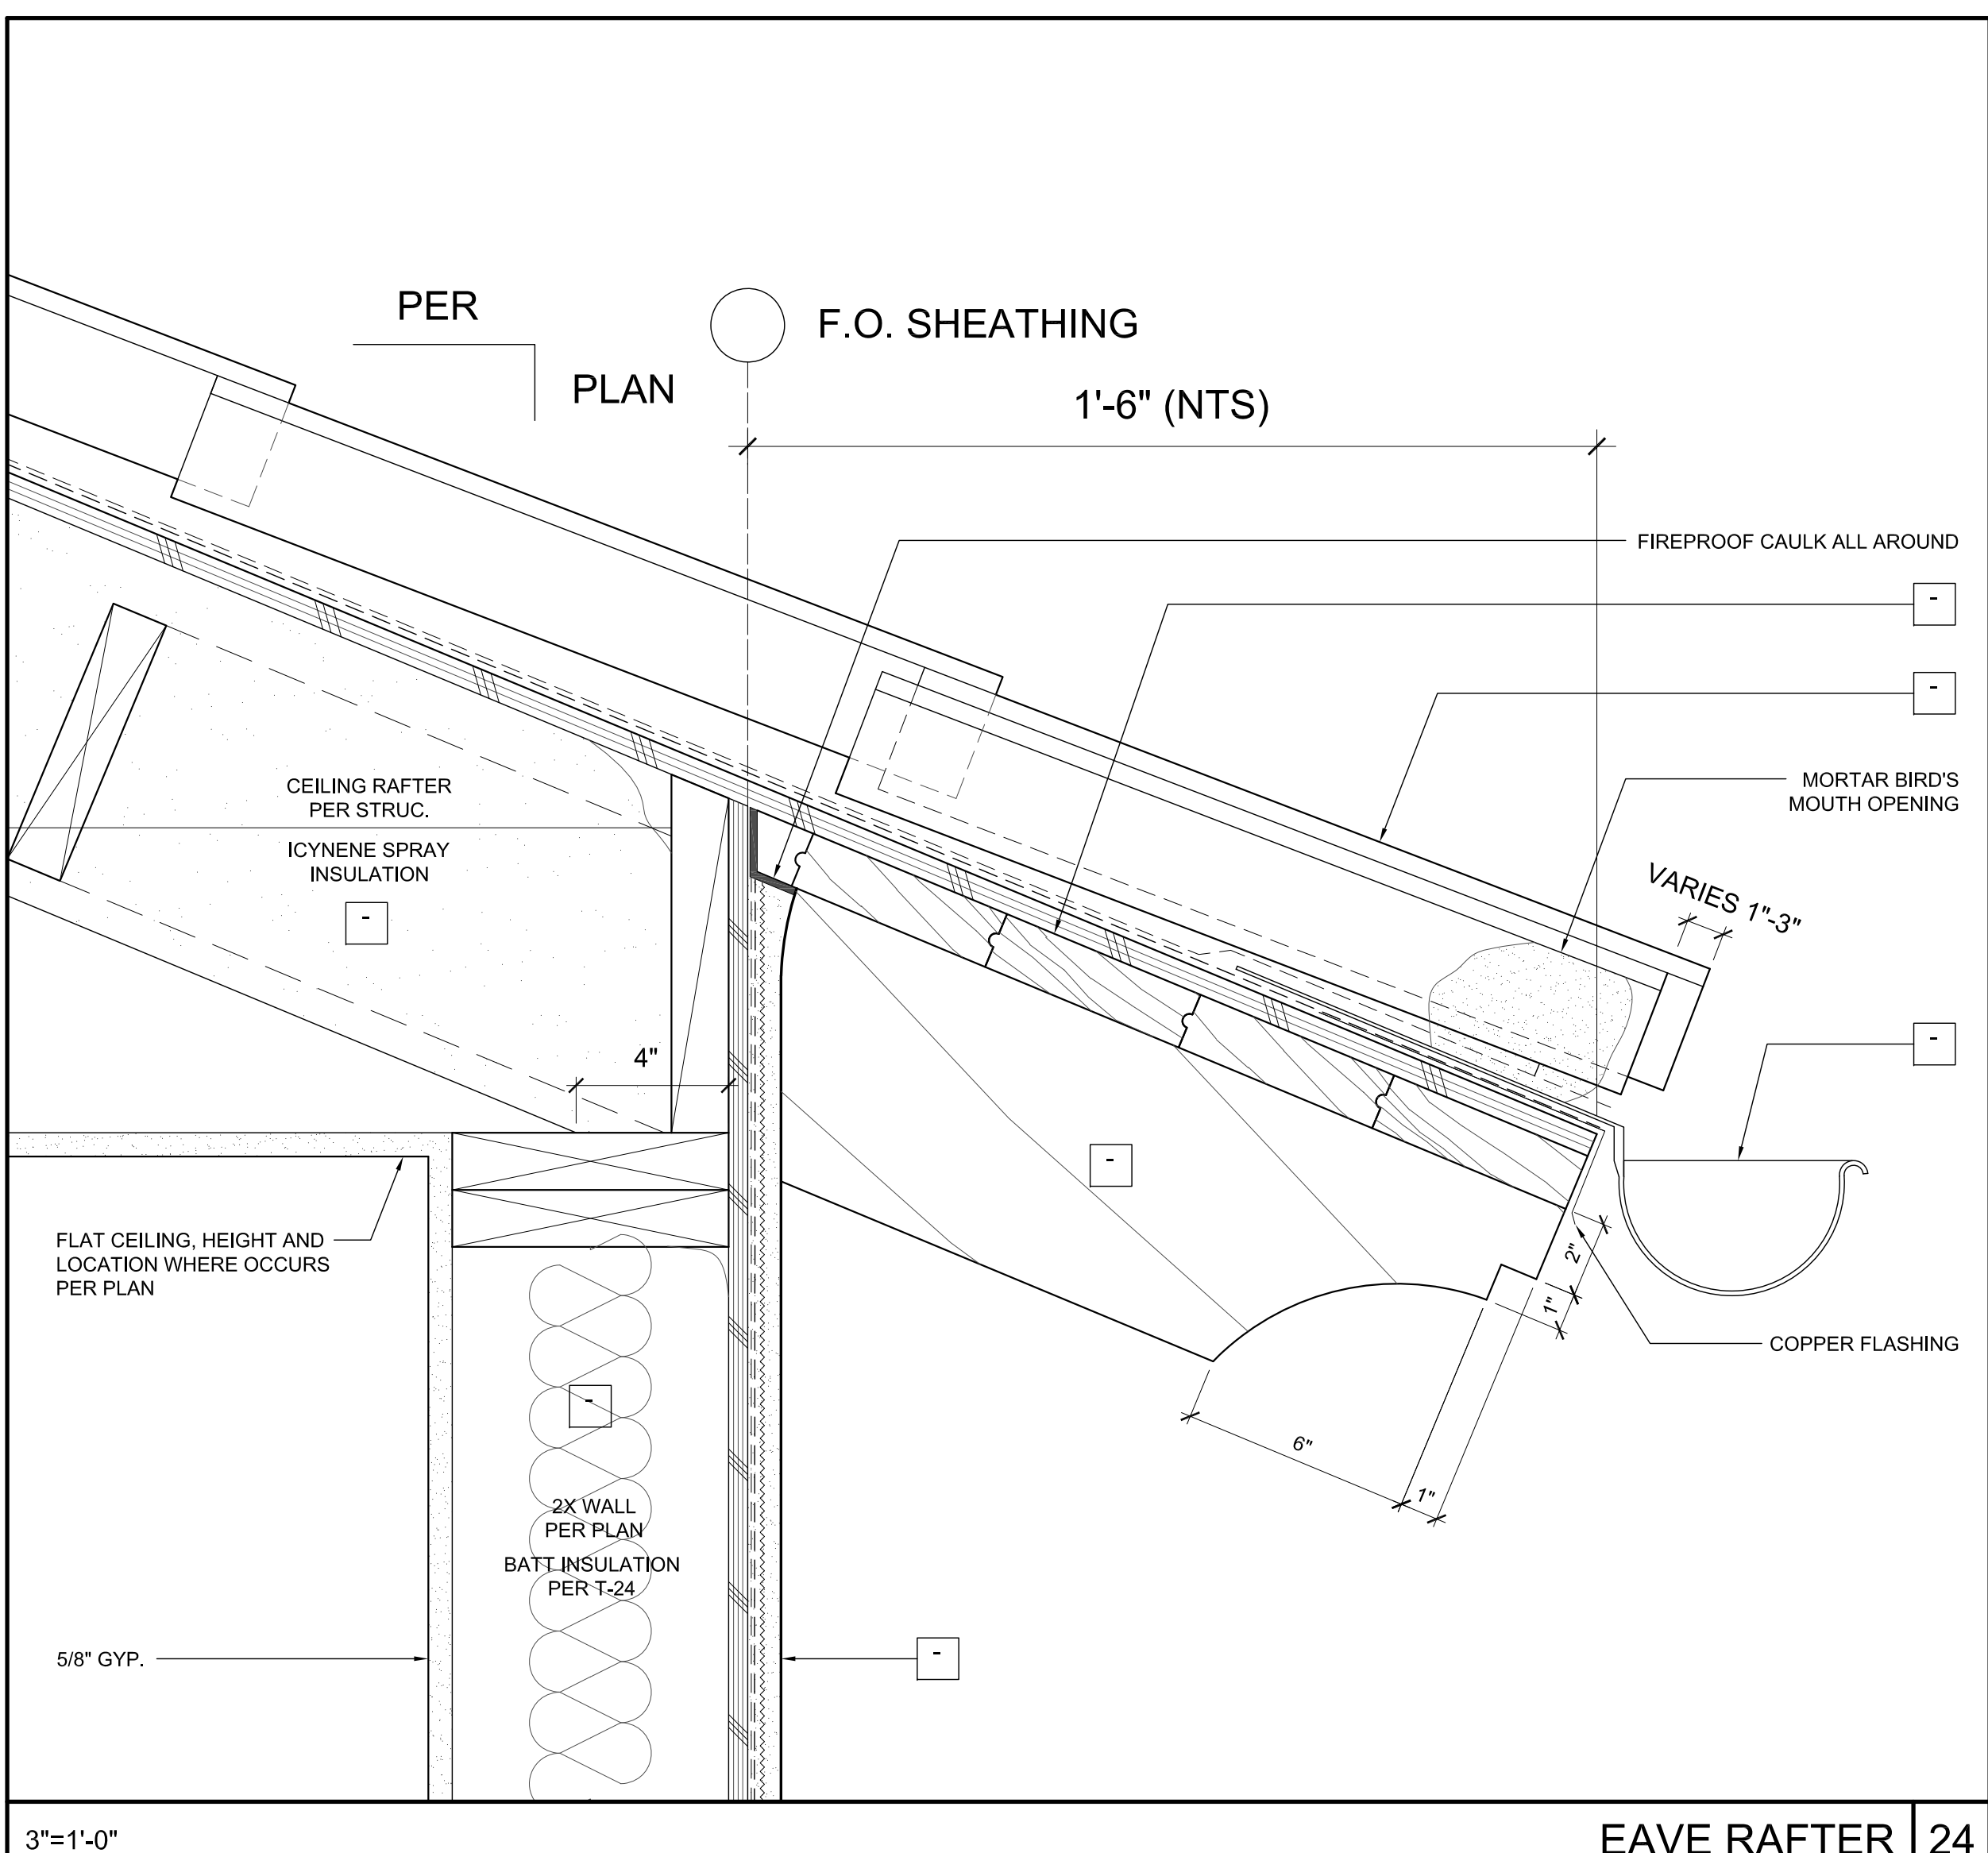 PER
PLAN
F.O. SHEATHING
1'-6" (NTS)
FIREPROOF CAULK ALL AROUND
-
-
MORTAR BIRD'S
MOUTH OPENING
VARIES 1"-3"
CEILING RAFTER
PER STRUC.
ICYNENE SPRAY
INSULATION
-
-
4"
-
FLAT CEILING, HEIGHT AND
LOCATION WHERE OCCURS
PER PLAN
2"
1"
COPPER FLASHING
6"
1"
-
2X WALL
PER PLAN
BATT INSULATION
PER T-24
5/8" GYP.
-
3"=1'-0"
EAVE RAFTER
24